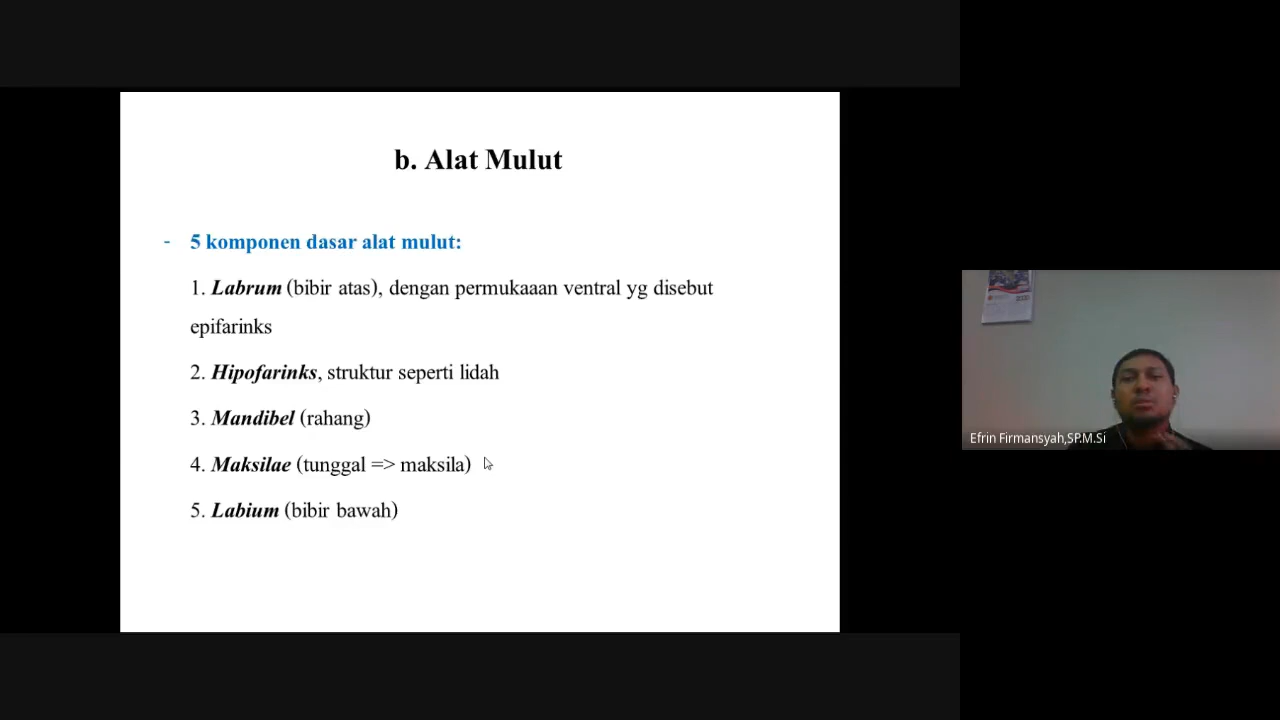 b. Alat Mulut
- 5 komponen dasar alat mulut:
1. Labrum (bibir atas), dengan permukaaan ventral yg disebut
epifarinks
2. Hipofarinks, struktur seperti lidah
3. Mandibel (rahang)
4. Maksilae (tunggal => maksila)
5. Labium (bibir bawah)
Efrin Firmansyah,SP.M.Si